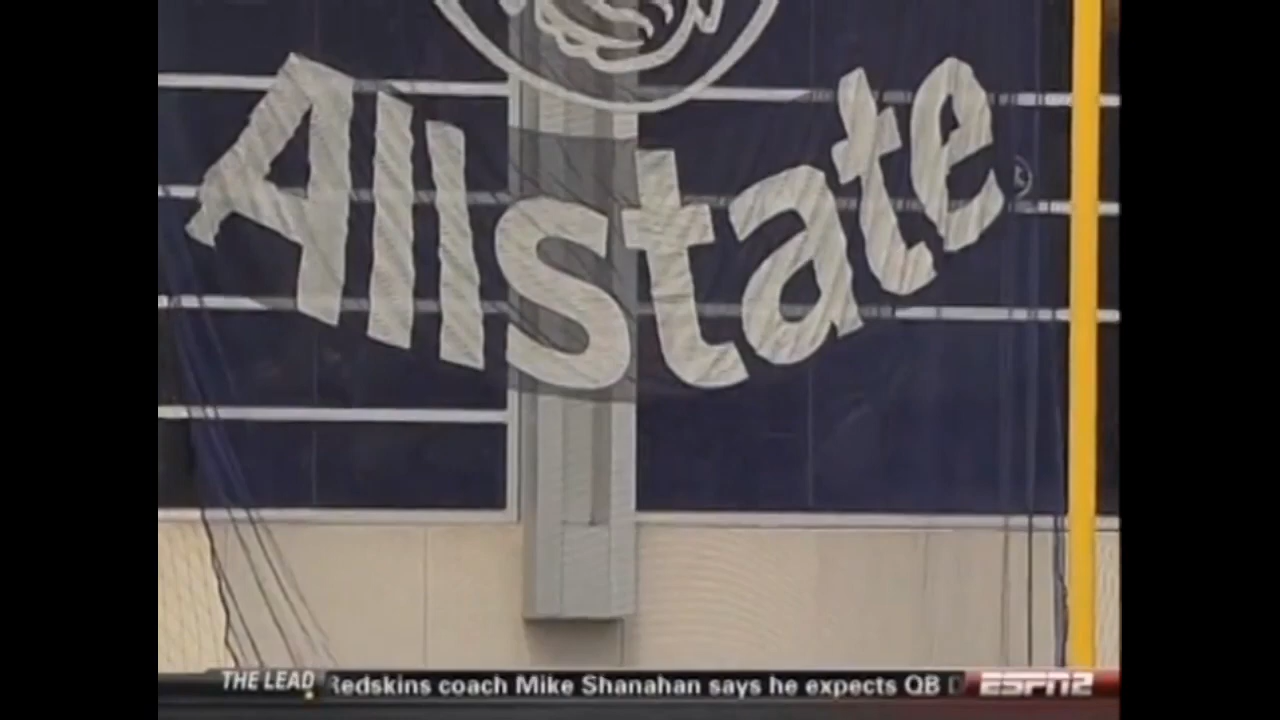 Allstate
®
THE LEAD Redskins coach Mike Shanahan says he expects QB ESPN2